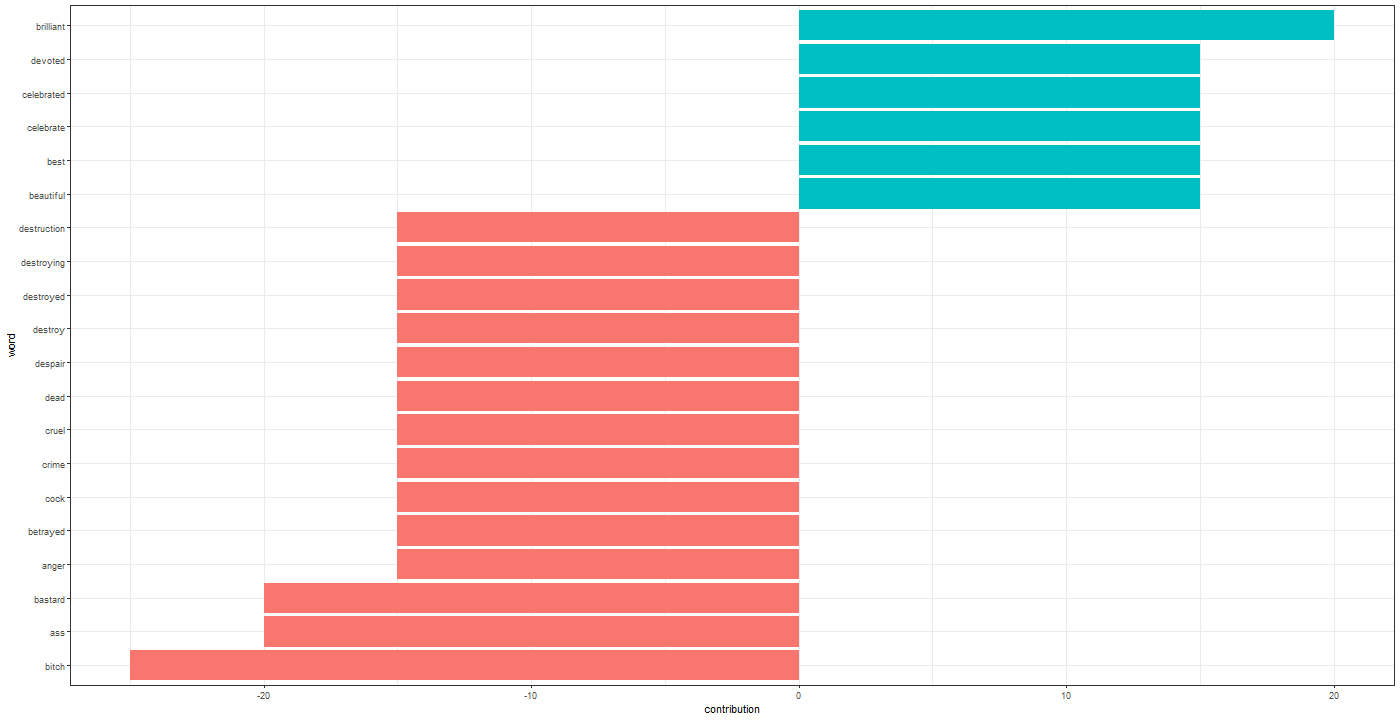 brilliant
devoted
celebrated
celebrate
best
beautiful
destruction
destroying
destroyed
destroy
despair
dead
cruel
crime
cock
betrayed
anger
bastard
ass
bitch
word
-20 -10 0 10 20
contribution